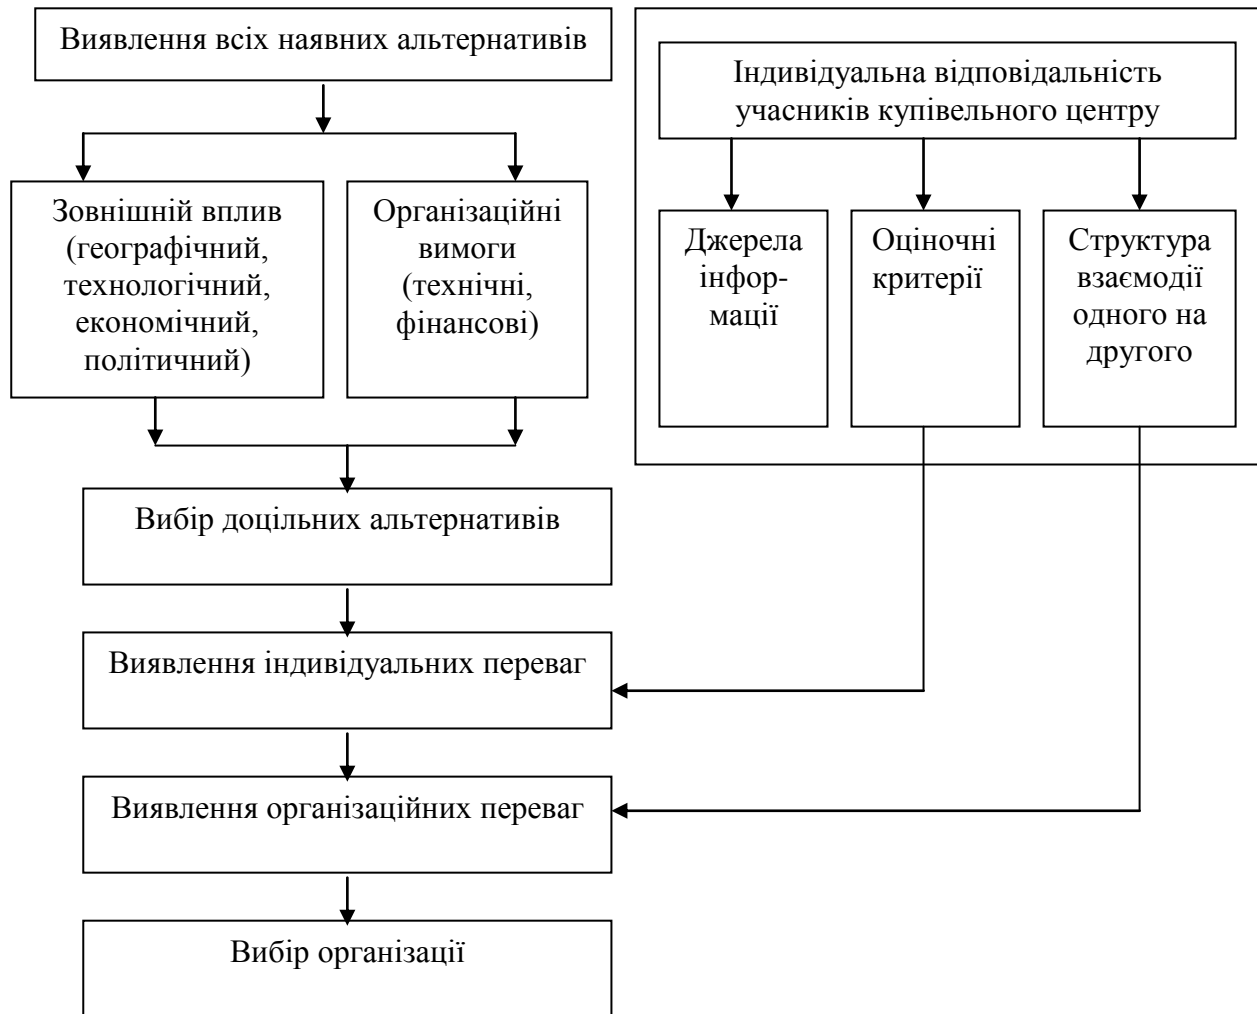 Виявлення всіх наявних альтернативів
Індивідуальна відповідальність
учасників купівельного центру
Зовнішній вплив
(географічний,
технологічний,
економічний,
політичний)
Організаційні
вимоги
(технічні,
фінансові)
Джерела
інфор-
мації
Оціночні
критерії
Структура
взаємодії
одного на
другого
Вибір доцільних альтернативів
Виявлення індивідуальних переваг
Виявлення організаційних переваг
Вибір організації